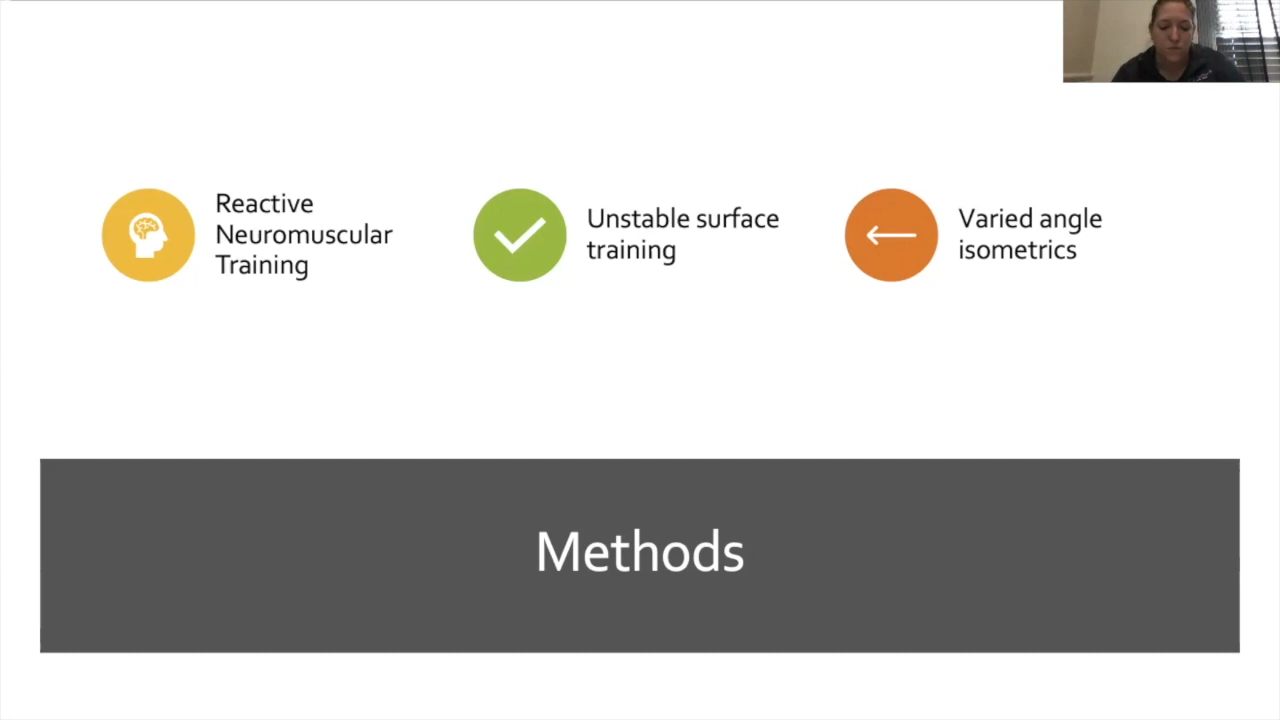 Reactive
Neuromuscular
Training
Unstable surface
training
Varied angle
isometrics
Methods